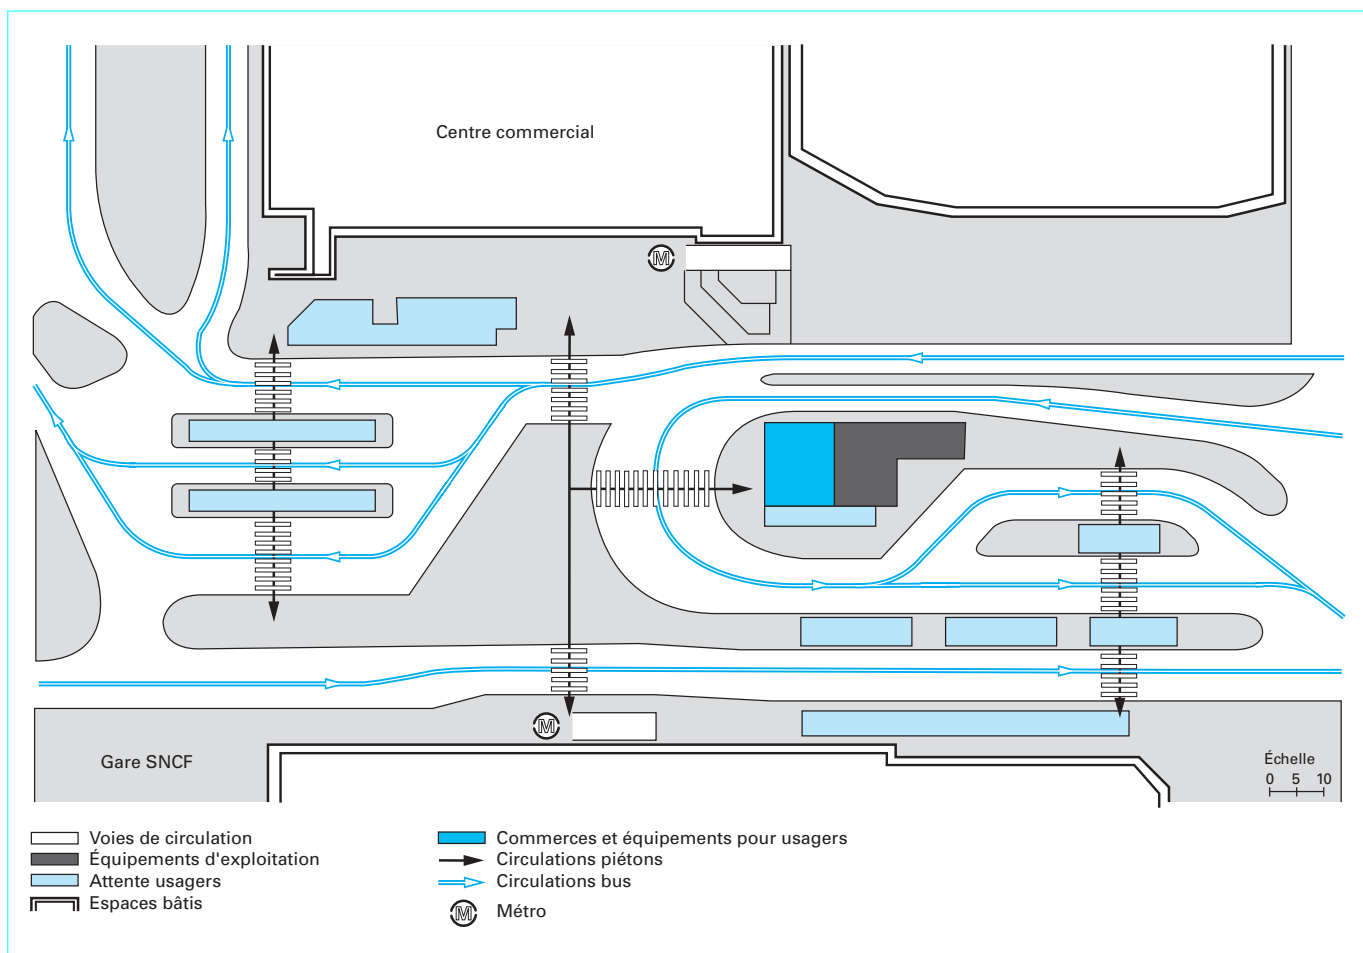 Centre commercial
M
M
Gare SNCF
Échelle
0 5 10
Voies de circulation
Équipements d'exploitation
Attente usagers
Espaces bâtis
Commerces et équipements pour usagers
Circulations piétons
Circulations bus
M Métro